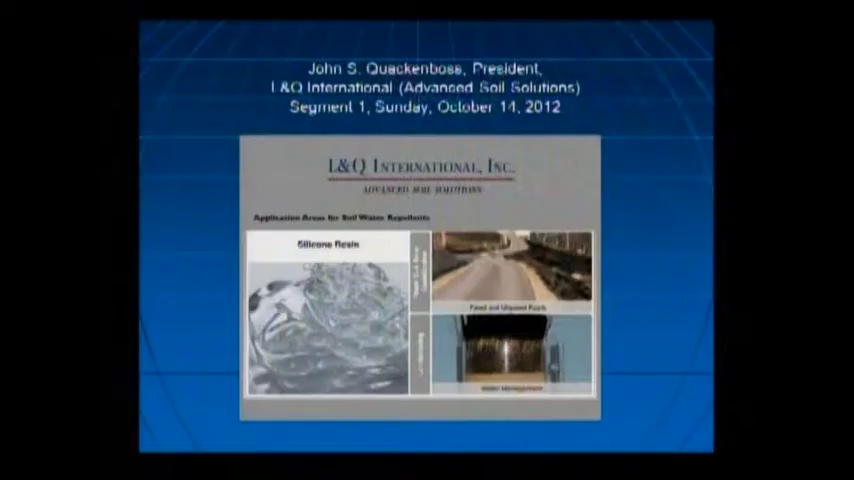 John S. Quackenboss, President,
L&Q International (Advanced Soil Solutions)
Segment 1, Sunday, October 14, 2012
L&Q INTERNATIONAL, INC.
ADVANCED SOIL SOLUTIONS
Application Areas for Soil Water Repellents
Silicone Resin
Paved and Unpaved Roads
Water Management